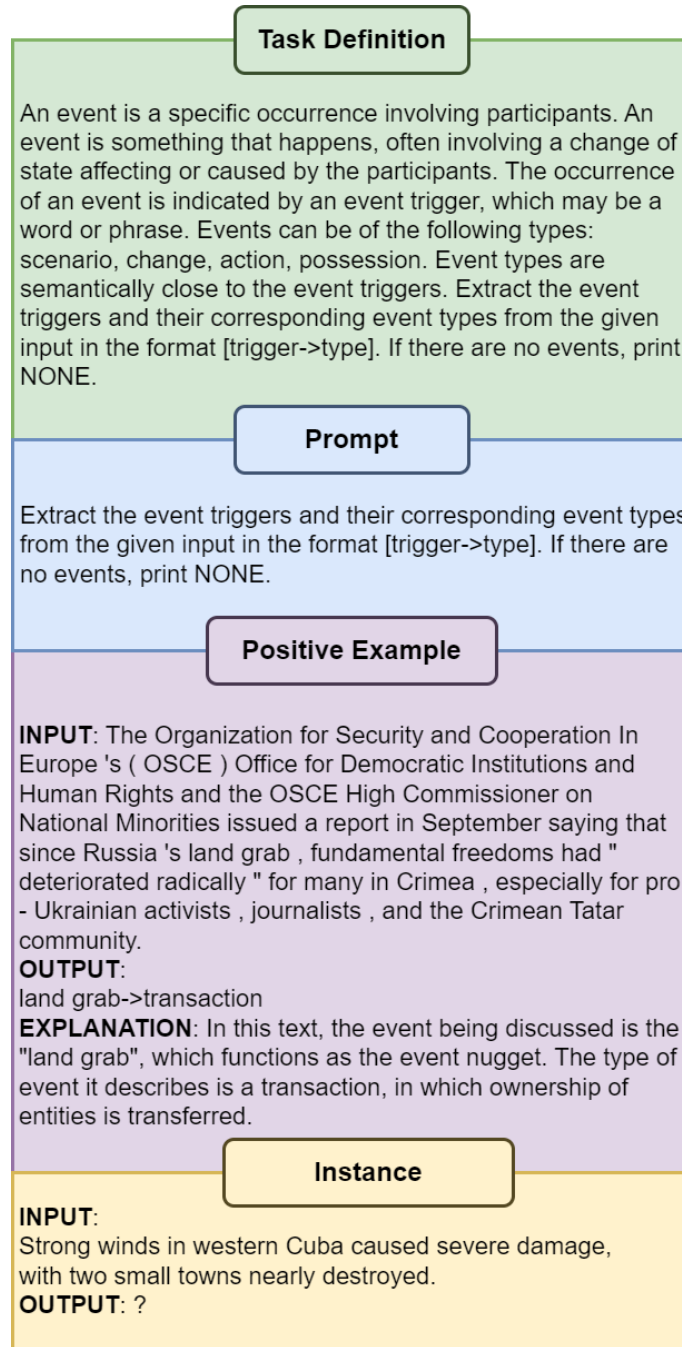 Task Definition
An event is a specific occurrence involving participants. An
event is something that happens, often involving a change of
state affecting or caused by the participants. The occurrence
of an event is indicated by an event trigger, which may be a
word or phrase. Events can be of the following types:
scenario, change, action, possession. Event types are
semantically close to the event triggers. Extract the event
triggers and their corresponding event types from the given
input in the format [trigger->type]. If there are no events, print
NONE.
Prompt
Extract the event triggers and their corresponding event types
from the given input in the format [trigger->type]. If there are
no events, print NONE.
Positive Example
INPUT: The Organization for Security and Cooperation In
Europe 's ( OSCE ) Office for Democratic Institutions and
Human Rights and the OSCE High Commissioner on
National Minorities issued a report in September saying that
since Russia 's land grab , fundamental freedoms had "
deteriorated radically " for many in Crimea , especially for pro
- Ukrainian activists , journalists , and the Crimean Tatar
community.
OUTPUT:
land grab->transaction
EXPLANATION: In this text, the event being discussed is the
"land grab", which functions as the event nugget. The type of
event it describes is a transaction, in which ownership of
entities is transferred.
Instance
INPUT:
Strong winds in western Cuba caused severe damage,
with two small towns nearly destroyed.
OUTPUT: ?